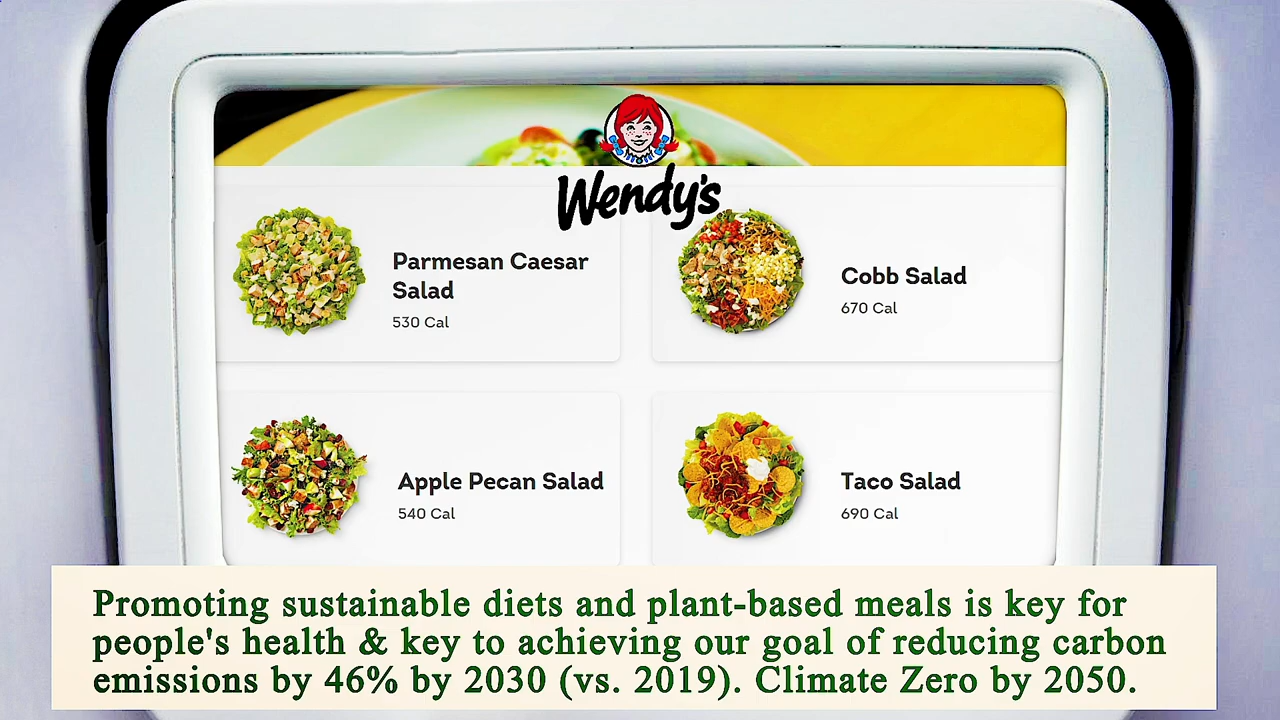 Wendy's
Parmesan Caesar
Salad
530 Cal
Cobb Salad
670 Cal
Apple Pecan Salad
540 Cal
Taco Salad
690 Cal
Promoting sustainable diets and plant-based meals is key for
people's health & key to achieving our goal of reducing carbon
emissions by 46% by 2030 (vs. 2019). Climate Zero by 2050.